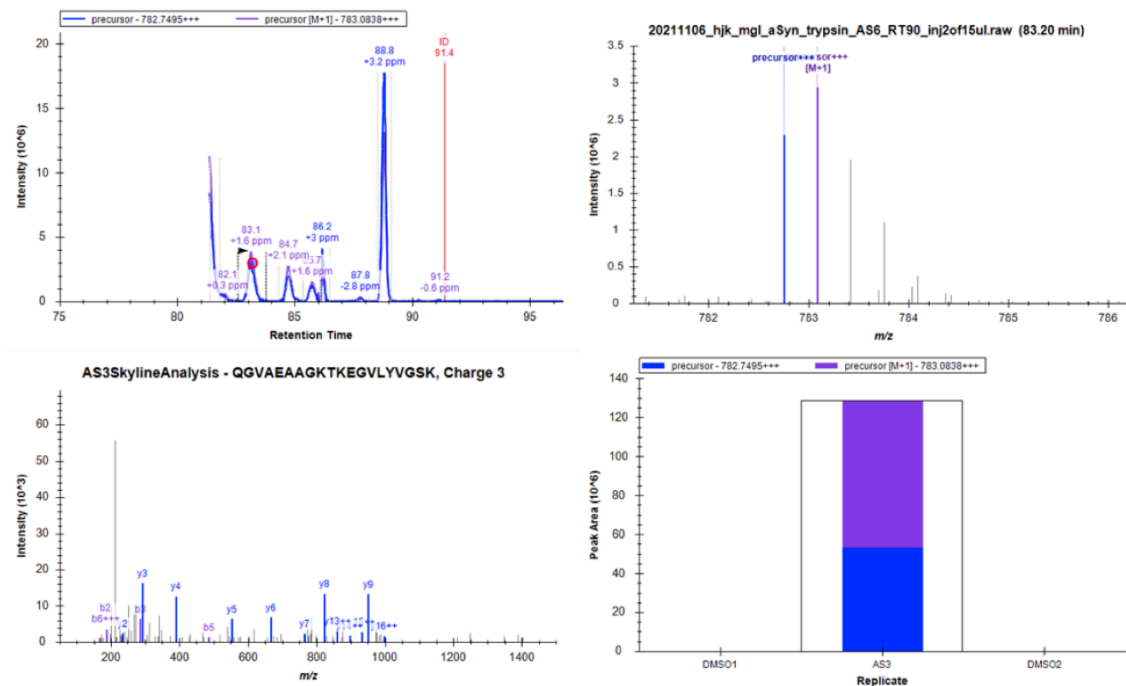 precursor - 782.7495+++ precursor [M+1] - 783.0838+++
20
15
10
5
0
Intensity (10^6)
ID
91.4
88.8
+3.2 ppm
86.2
+3 ppm
83.1
+1.6 ppm
84.7
+2.1 ppm
+1.6 ppm
82.1
+0.3 ppm
87.8
-2.8 ppm
91.2
-0.6 ppm
75 80 85 90 95
Retention Time
20211106_hjk_mgl_aSyn_trypsin_AS6_RT90_inj2of15ul.raw (83.20 min)
3.5
3
2.5
2
1.5
1
0.5
0
Intensity (10^6)
[M+1]
782 783 784 785 786
m/z
AS3SkylineAnalysis - QGVAEAAGKTKEGVLYVGSK, Charge 3
60
50
40
30
20
10
0
Intensity (10^3)
y3
y4
y5
y6
y7
y8
y9
b2
b6+++
b3
b5
y13++
200 400 600 800 1000 1200 1400
m/z
precursor - 782.7495+++ precursor [M+1] - 783.0838+++
140
120
100
80
60
40
20
0
Peak Area (10^6)
DMSO1 AS3 DMSO2
Replicate